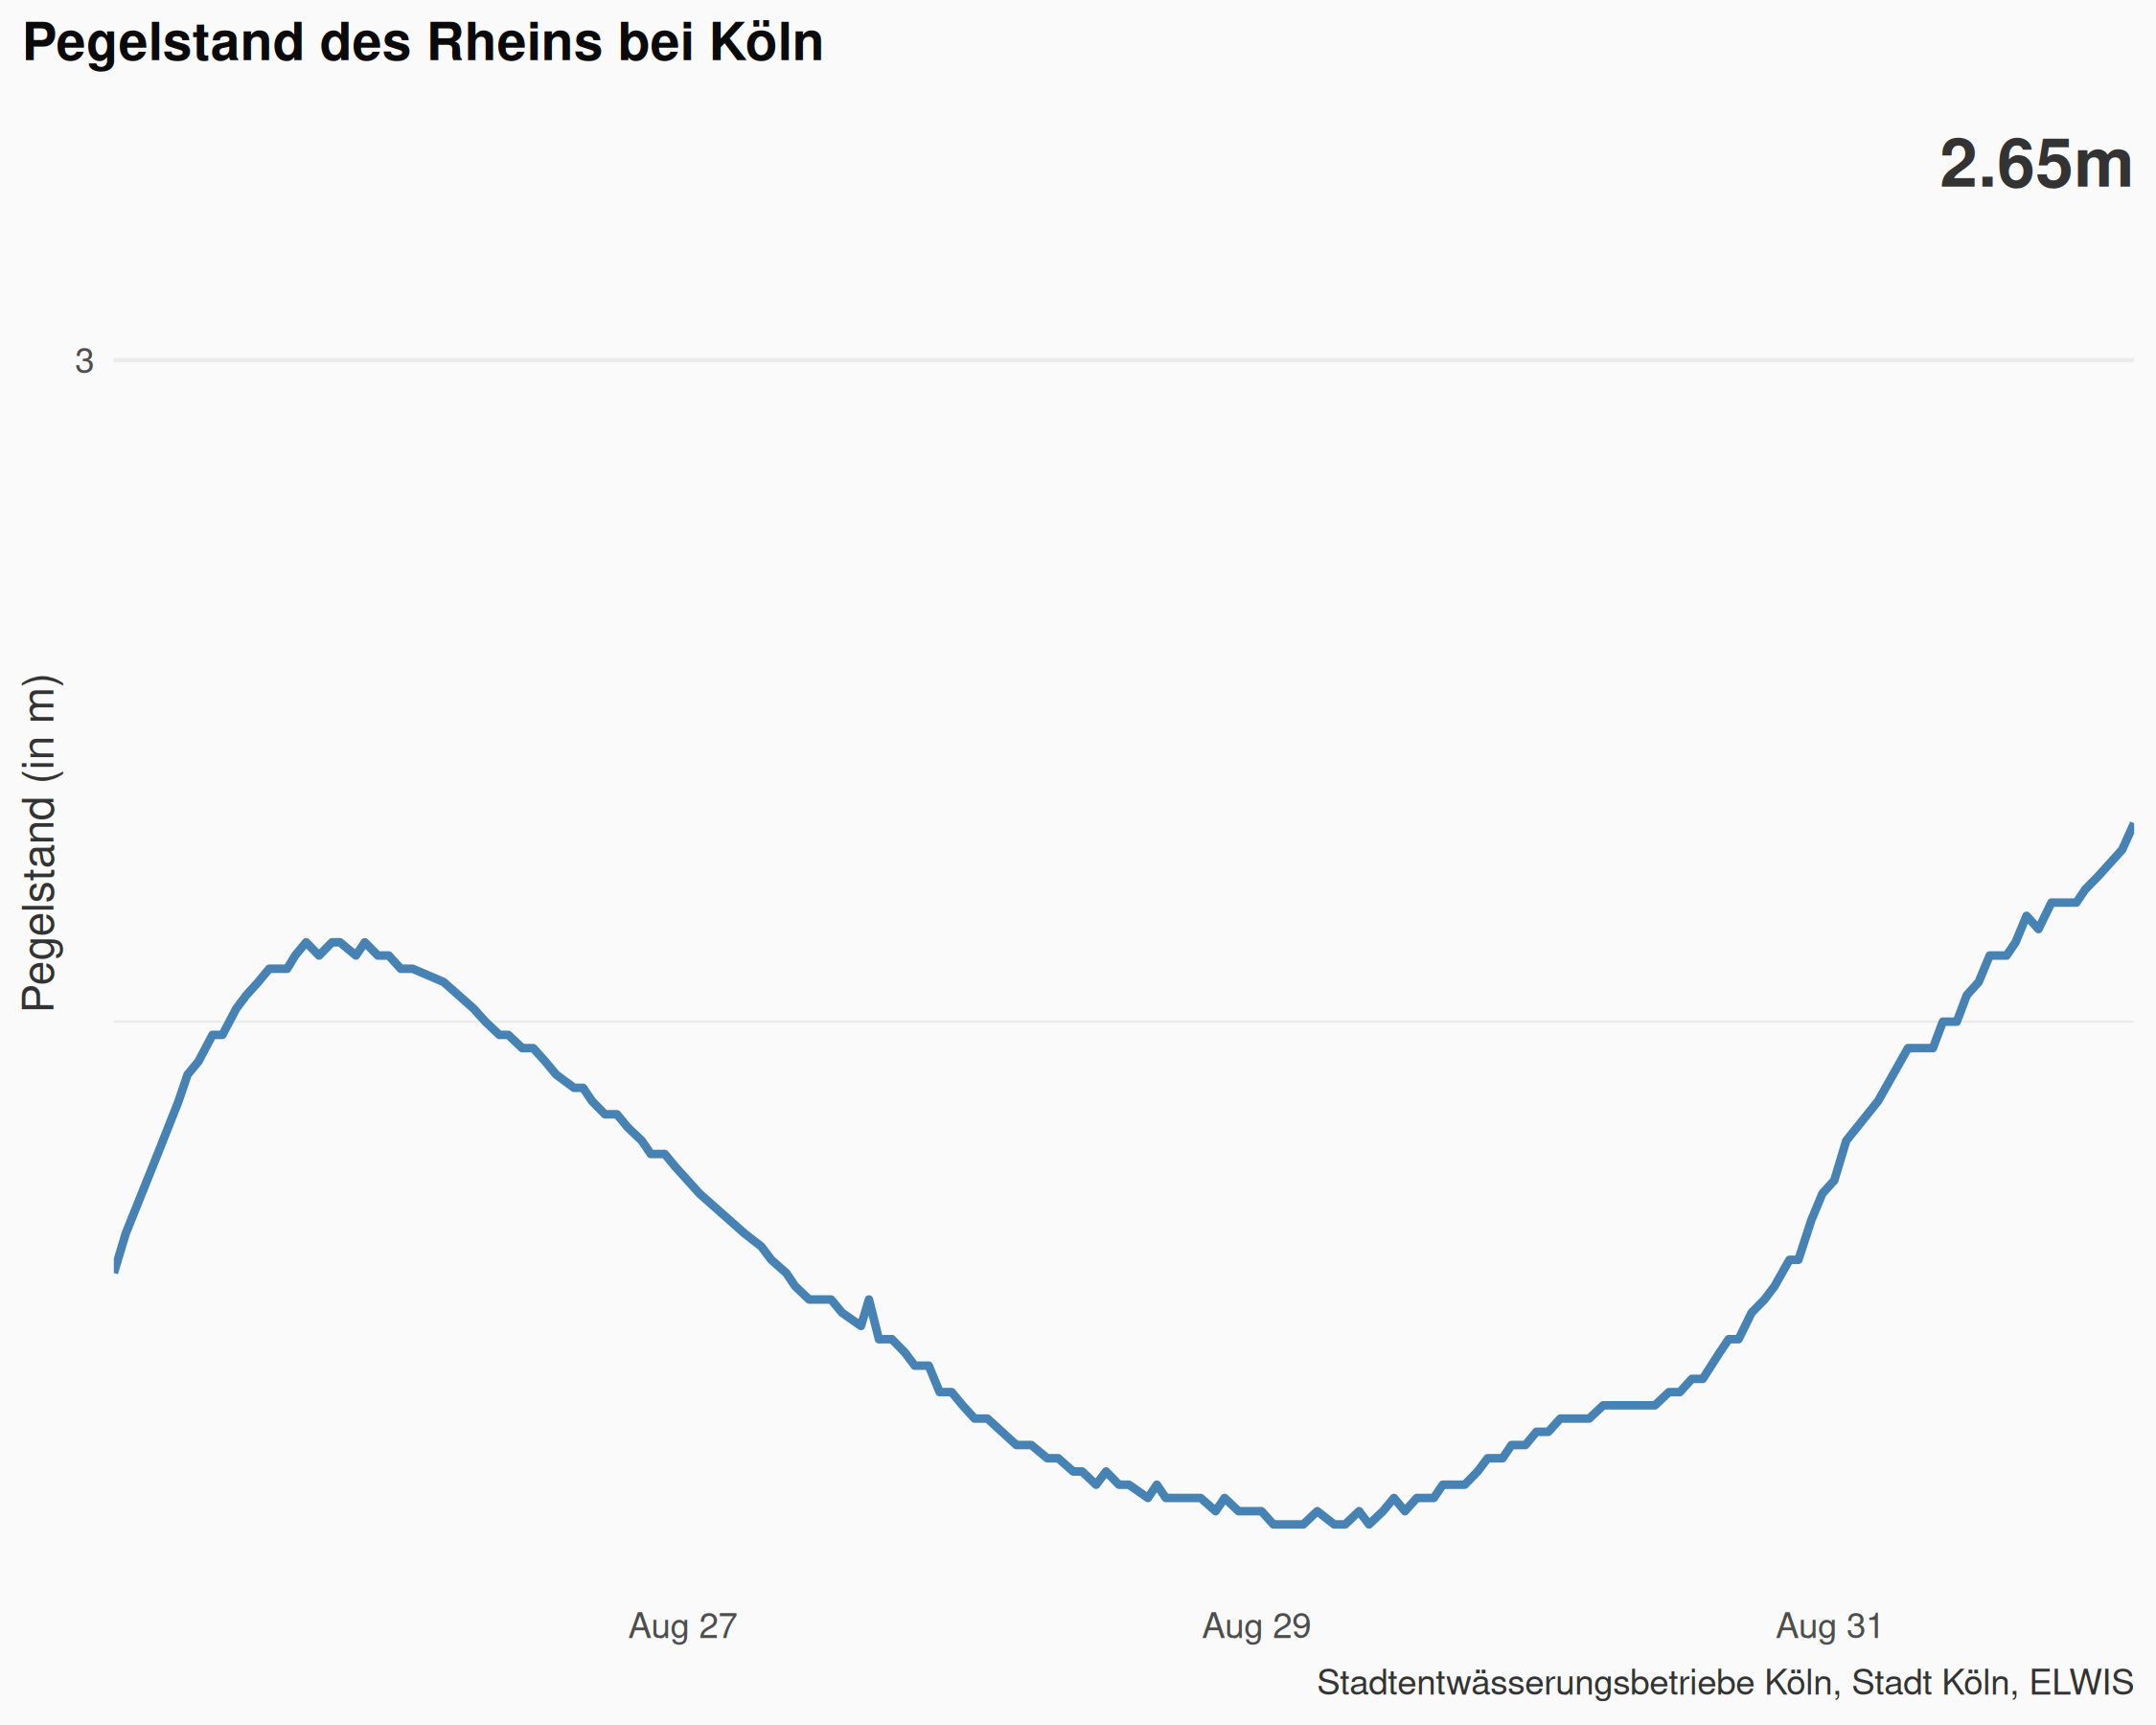 Pegelstand des Rheins bei Köln
2.65m
3
Pegelstand (in m)
Aug 27
Aug 29
Aug 31
Stadtentwässerungsbetriebe Köln, Stadt Köln, ELWIS